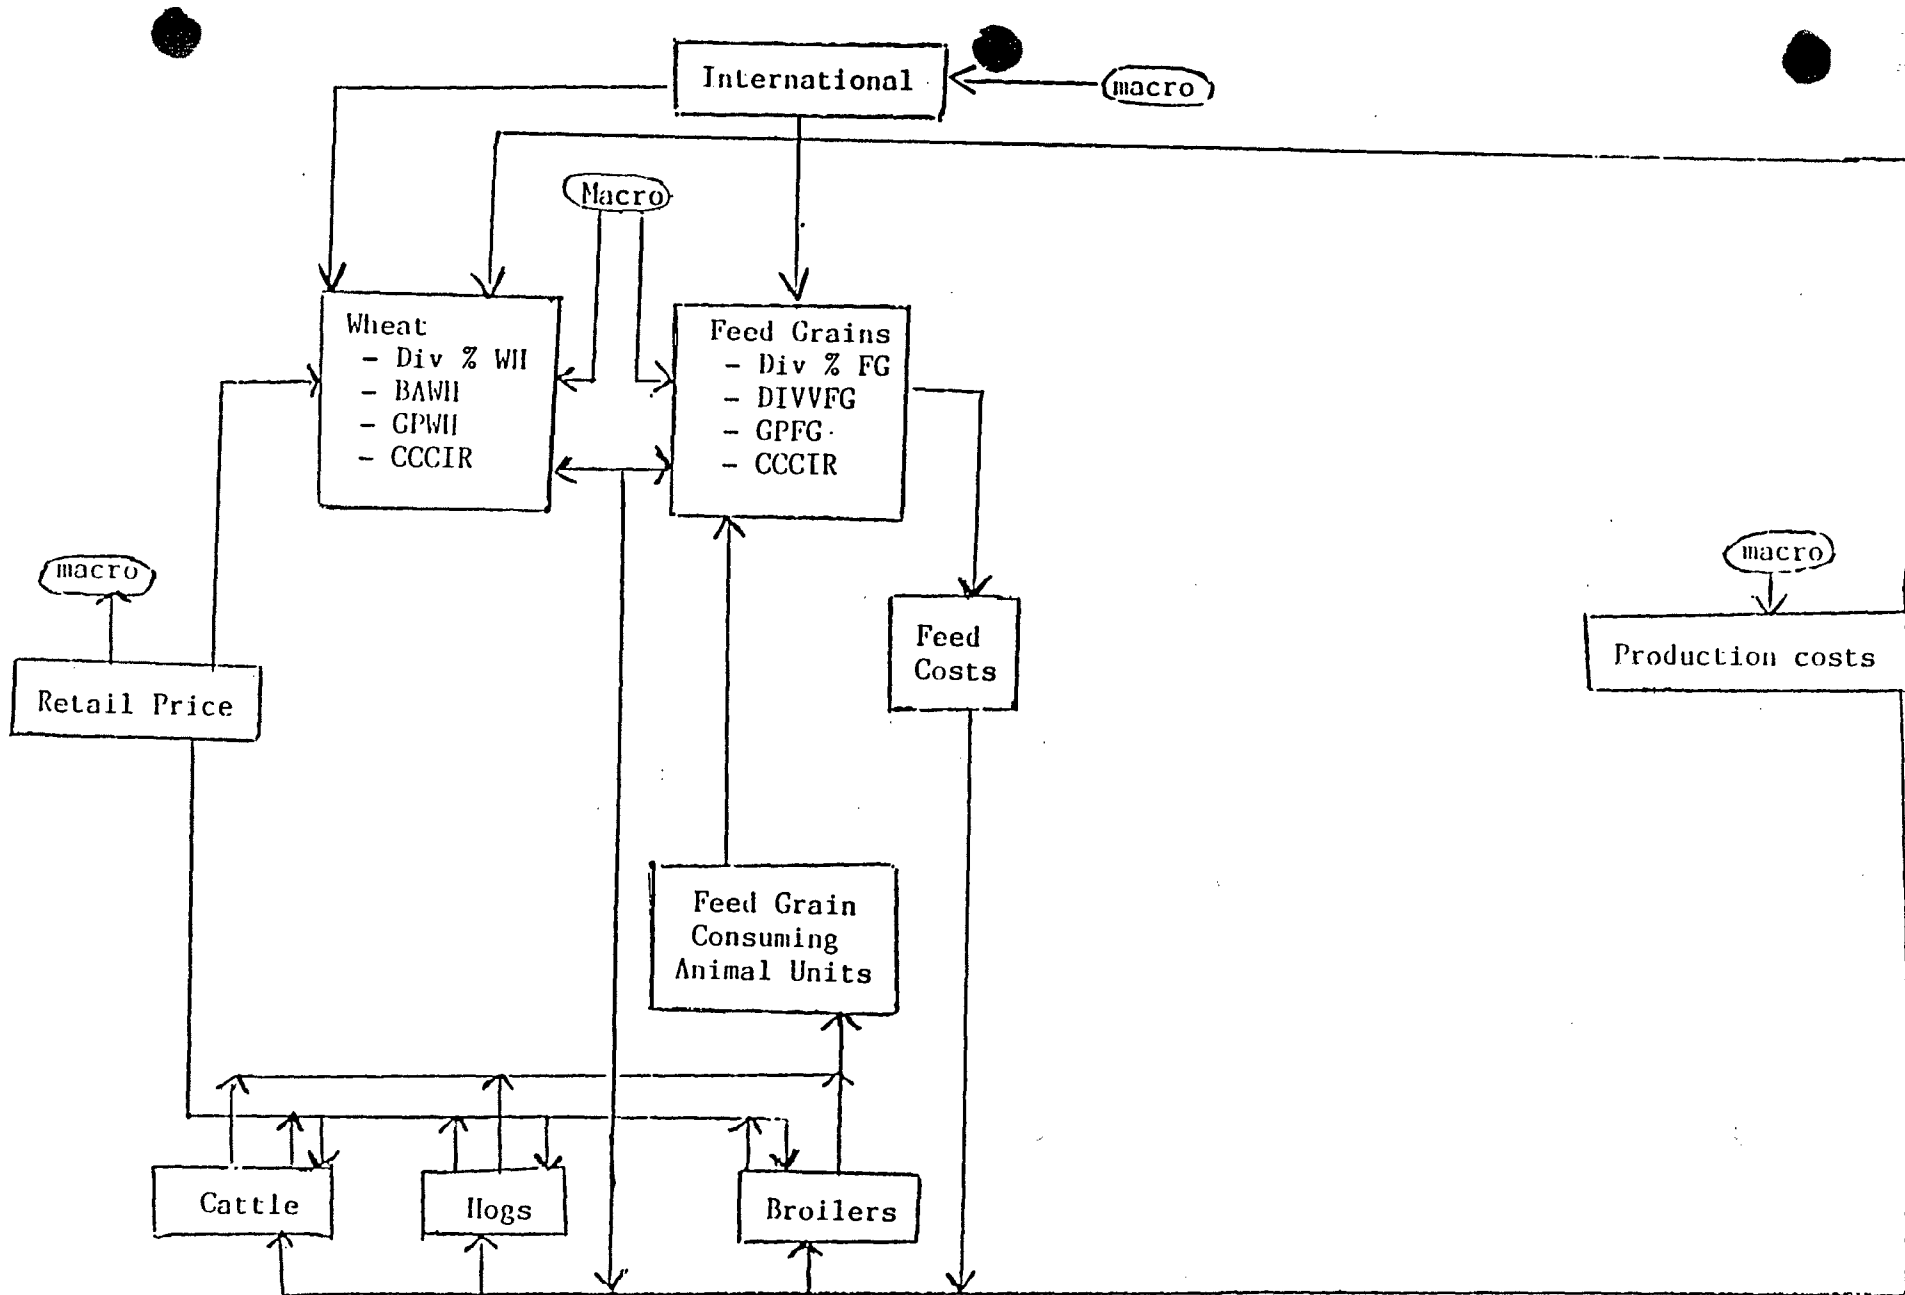 International
macro
Macro
Wheat
- Div % WH
- BAWH
- GPWH
- CCCIR
Feed Grains
- Div % FG
- DIVVFG
- GPFG
- CCCIR
macro
macro
Feed
Costs
Production costs
Retail Price
Feed Grain
Consuming
Animal Units
Cattle
Hogs
Broilers